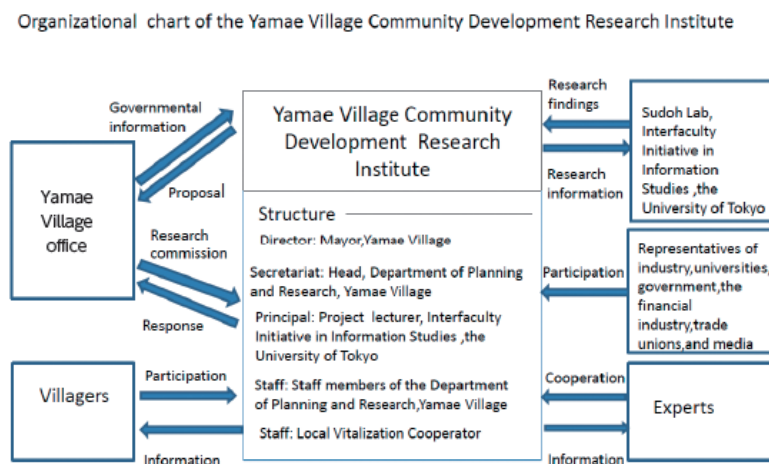 Organizational chart of the Yamae Village Community Development Research Institute
Governmental
information
Proposal
Yamae
Village
office
Research
commission
Response
Villagers
Participation
Information
Yamae Village Community
Development Research
Institute
Structure
Director: Mayor,Yamae Village
Secretariat: Head, Department of Planning
and Research, Yamae Village
Principal: Project lecturer, Interfaculty
Initiative in Information Studies ,the
University of Tokyo
Staff: Staff members of the Department
of Planning and Research,Yamae Village
Staff: Local Vitalization Cooperator
Research
findings
Research
information
Sudoh Lab,
Interfaculty
Initiative in
Information
Studies ,the
University of Tokyo
Participation
Representatives of
industry,universities,
government,the
financial
industry,trade
unions,and media
Cooperation
Experts
Information